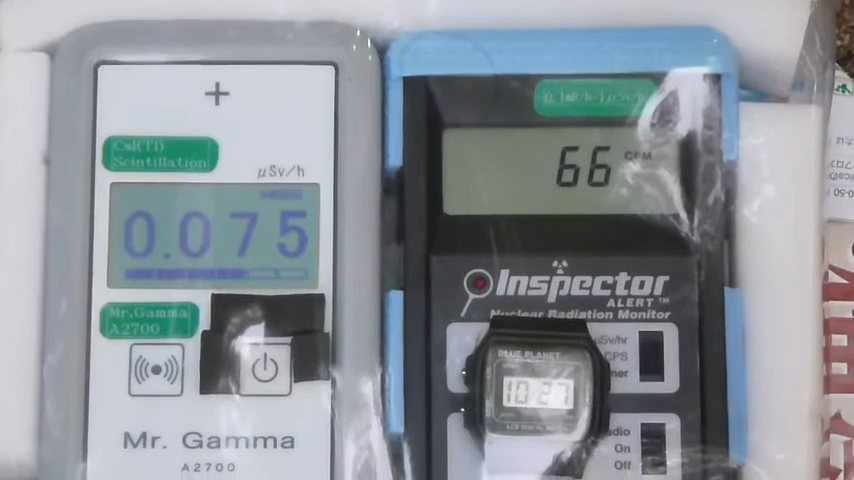 +
CsI(Tl)
Scintillation
μSv/h
0.075
Mr.Gamma
A2700
Mr. Gamma
A2700
66 CPM
Inspector
ALERT™
Nuclear Radiation Monitor
μSv/hr
CPS
BLUE PLANET
10:27
On
Off